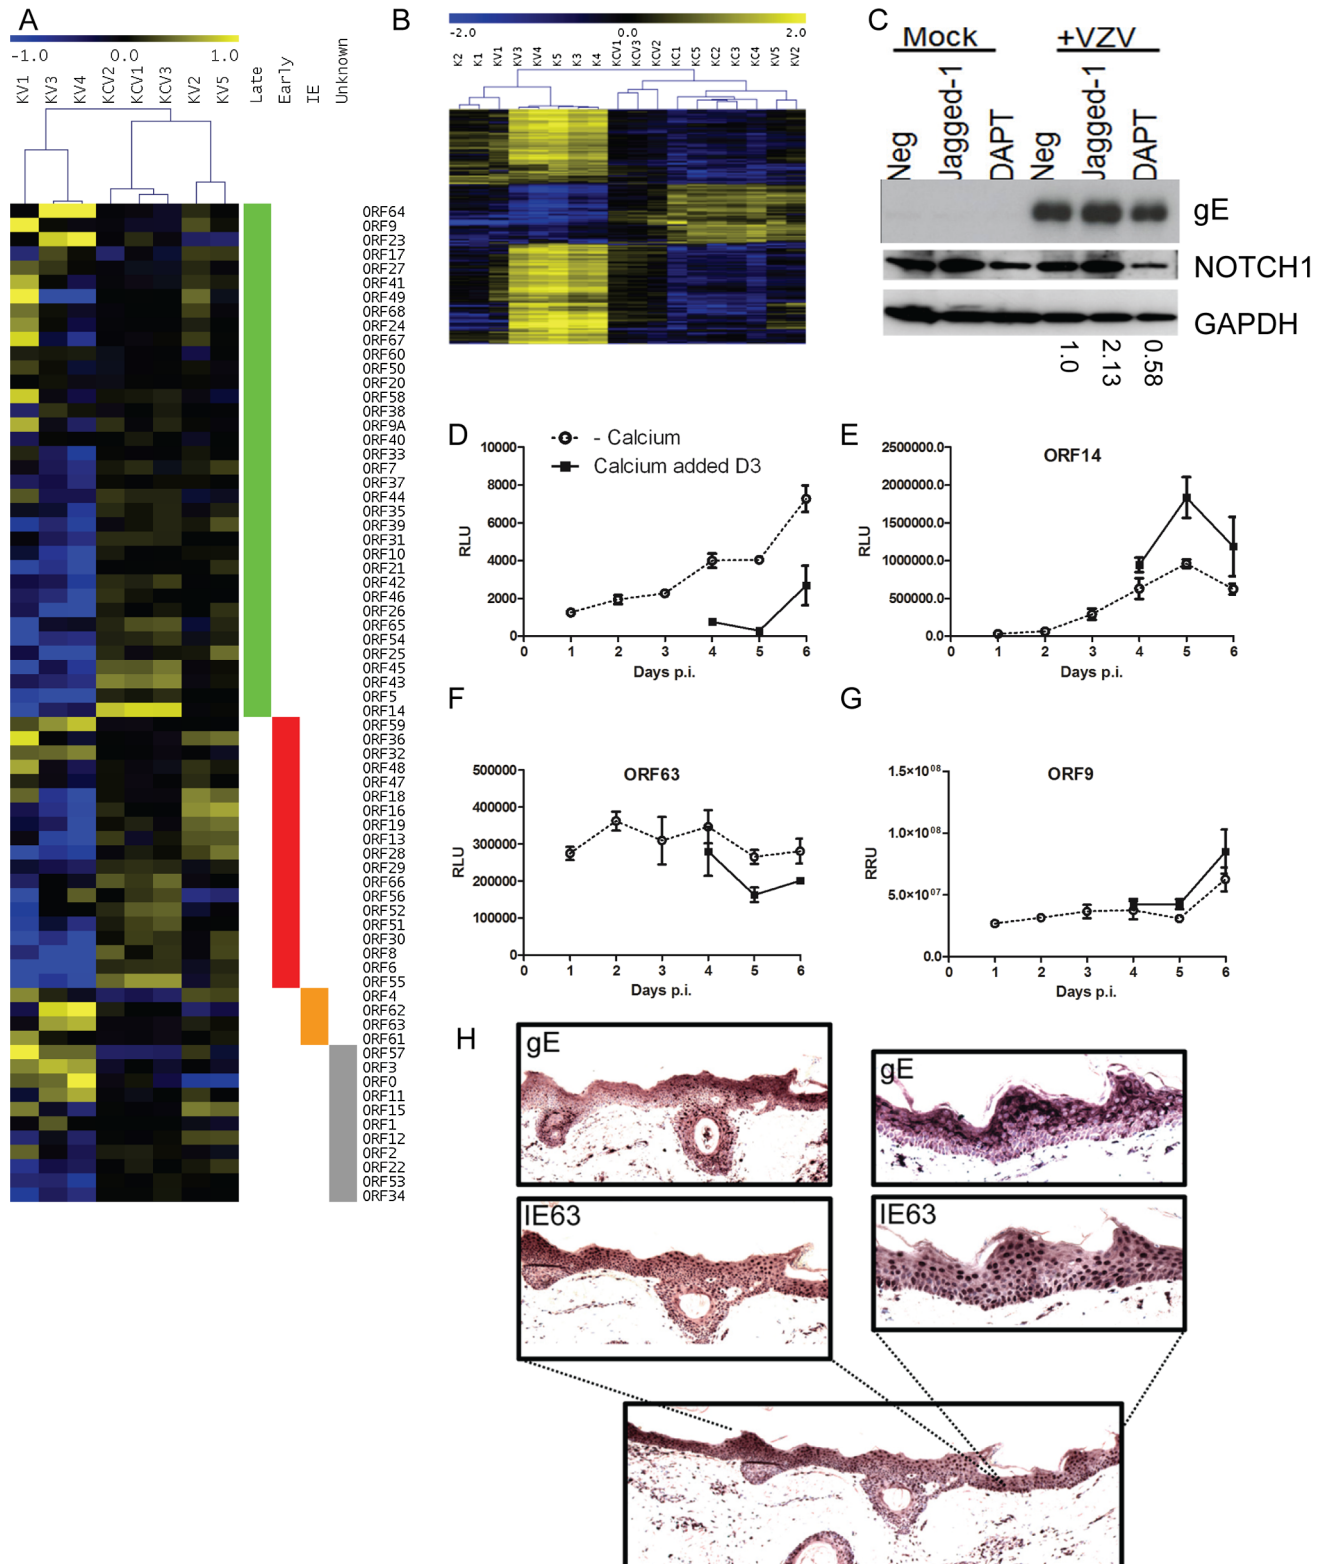 A
-1.0 0.0 1.0
KV1 KV3 KV4 KCV2 KCV1 KCV3 KV2 KV5 Late Early IE Unknown
ORF64
ORF9
ORF23
ORF17
ORF27
ORF41
ORF49
ORF68
ORF24
ORF67
ORF60
ORF50
ORF20
ORF58
ORF38
ORF9A
ORF40
ORF33
ORF7
ORF37
ORF44
ORF35
ORF39
ORF31
ORF10
ORF21
ORF42
ORF46
ORF26
ORF65
ORF54
ORF25
ORF45
ORF43
ORF5
ORF14
ORF59
ORF36
ORF32
ORF48
ORF47
ORF18
ORF16
ORF19
ORF13
ORF28
ORF29
ORF66
ORF56
ORF52
ORF51
ORF30
ORF8
ORF6
ORF55
ORF4
ORF62
ORF63
ORF61
ORF57
ORF3
ORF0
ORF11
ORF15
ORF1
ORF12
ORF2
ORF22
ORF53
ORF34
B
-2.0 0.0 2.0
K2 K1 KV1 KV3 KV4 K5 K3 K4 KCV1 KCV3 KCV2 KC1 KC5 KC2 KC3 KC4 KV5 KV2
C
Mock +VZV
Neg Jagged-1 DAPT Neg Jagged-1 DAPT
gE
NOTCH1
GAPDH
1.0 2.13 0.58
D
- Calcium
Calcium added D3
10000
8000
6000
4000
2000
0
RLU
0 1 2 3 4 5 6
Days p.i.
E
ORF14
2500000.0
2000000.0
1500000.0
1000000.0
500000.0
0.0
RLU
0 1 2 3 4 5 6
Days p.i.
F
ORF63
500000
400000
300000
200000
100000
0
RLU
0 1 2 3 4 5 6
Days p.i.
G
ORF9
1.5×10⁰⁸
1.0×10⁰⁸
5.0×10⁰⁷
0.0
RRU
0 1 2 3 4 5 6
Days p.i.
H
gE
gE
IE63
IE63